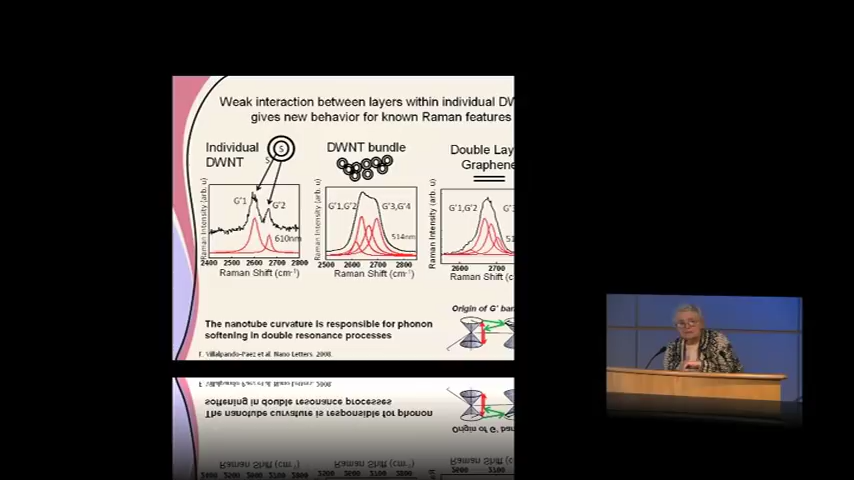 Weak interaction between layers within individual DW
gives new behavior for known Raman features
Individual
DWNT
S
S
DWNT bundle
Double Lay
Graphene
Raman Intensity (arb. u)
G'1
G'2
610nm
2400 2500 2600 2700 2800
Raman Shift (cm-1)
Raman Intensity (arb. u)
G'1,G'2
G'3,G'4
514nm
2500 2600 2700 2800
Raman Shift (cm-1)
Raman Intensity (arb. u)
G'1,G'2
G'3
51
2600 2700
Raman Shift (c
Origin of G' ban
The nanotube curvature is responsible for phonon
softening in double resonance processes
F. Villalpando-Paez et al. Nano Letters 2008.